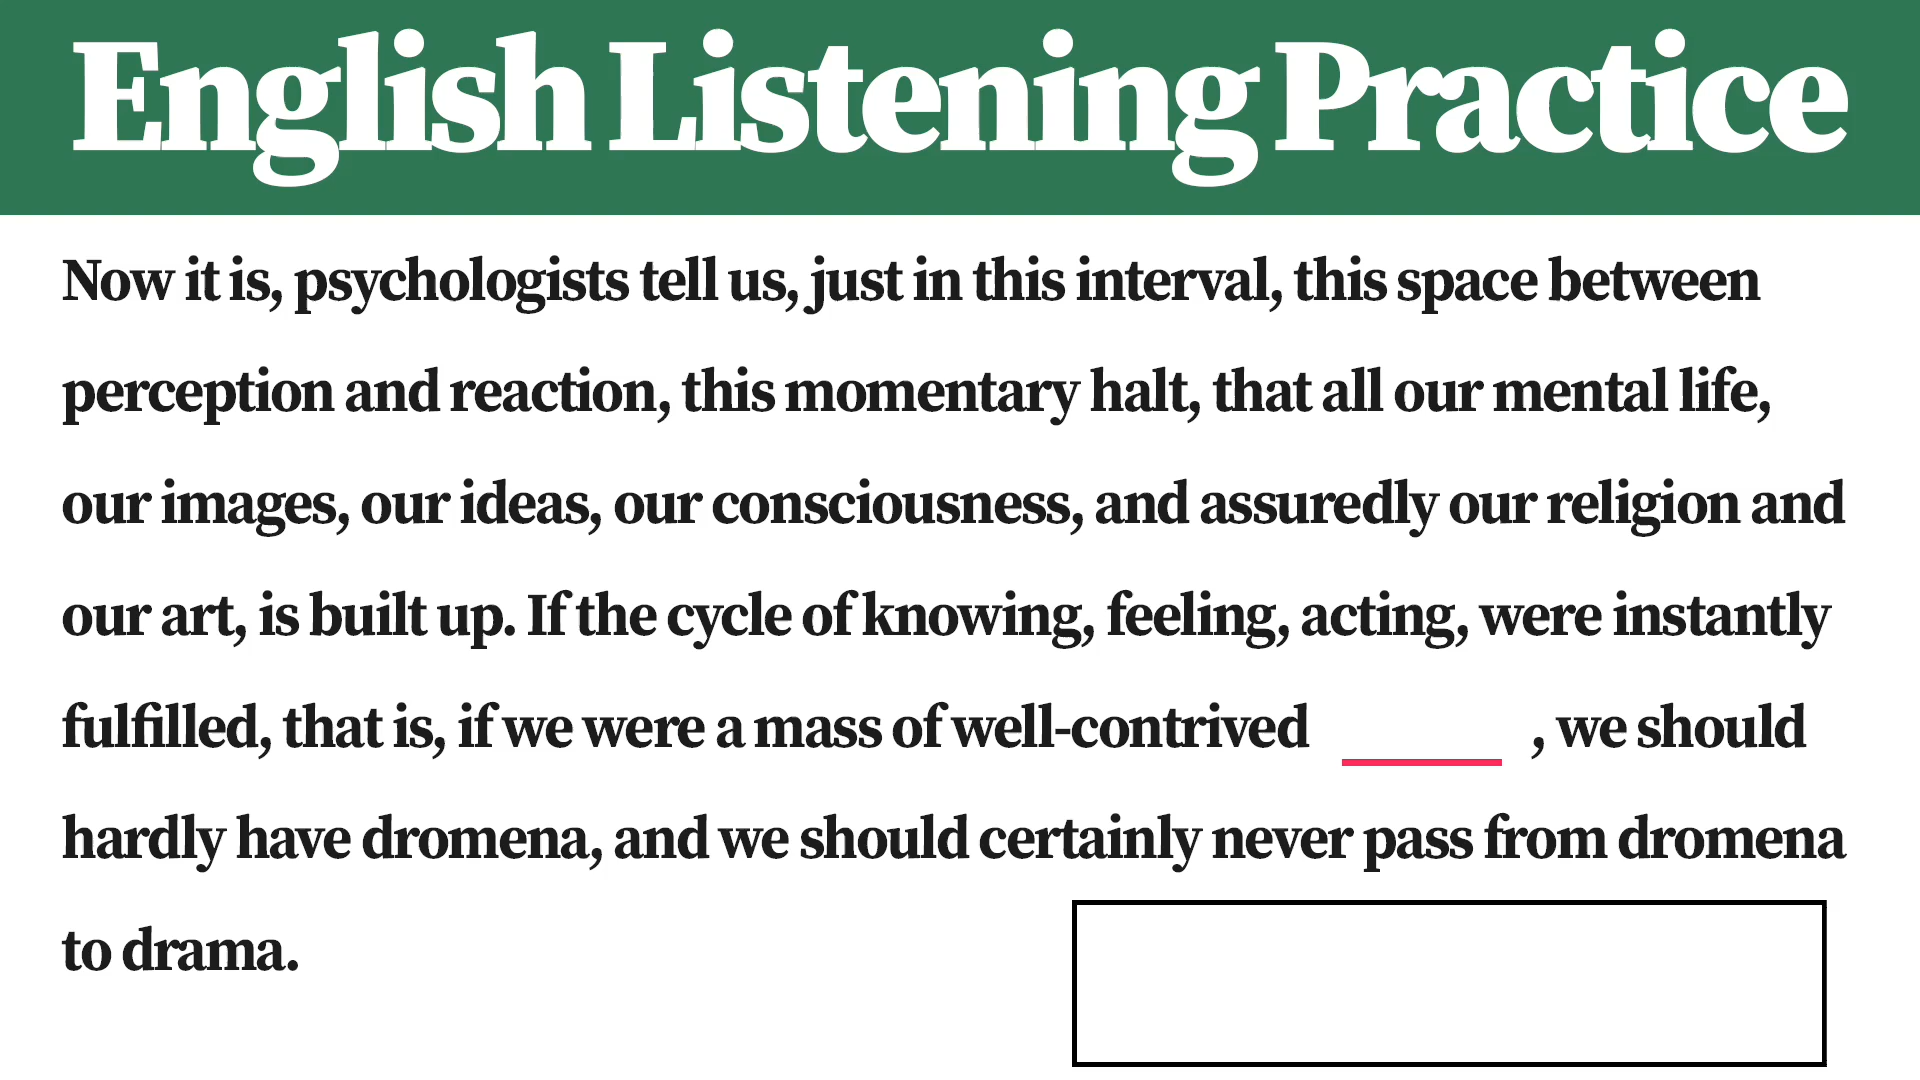 English Listening Practice
Now it is, psychologists tell us, just in this interval, this space between
perception and reaction, this momentary halt, that all our mental life,
our images, our ideas, our consciousness, and assuredly our religion and
our art, is built up. If the cycle of knowing, feeling, acting, were instantly
fulfilled, that is, if we were a mass of well-contrived , we should
hardly have dromena, and we should certainly never pass from dromena
to drama.